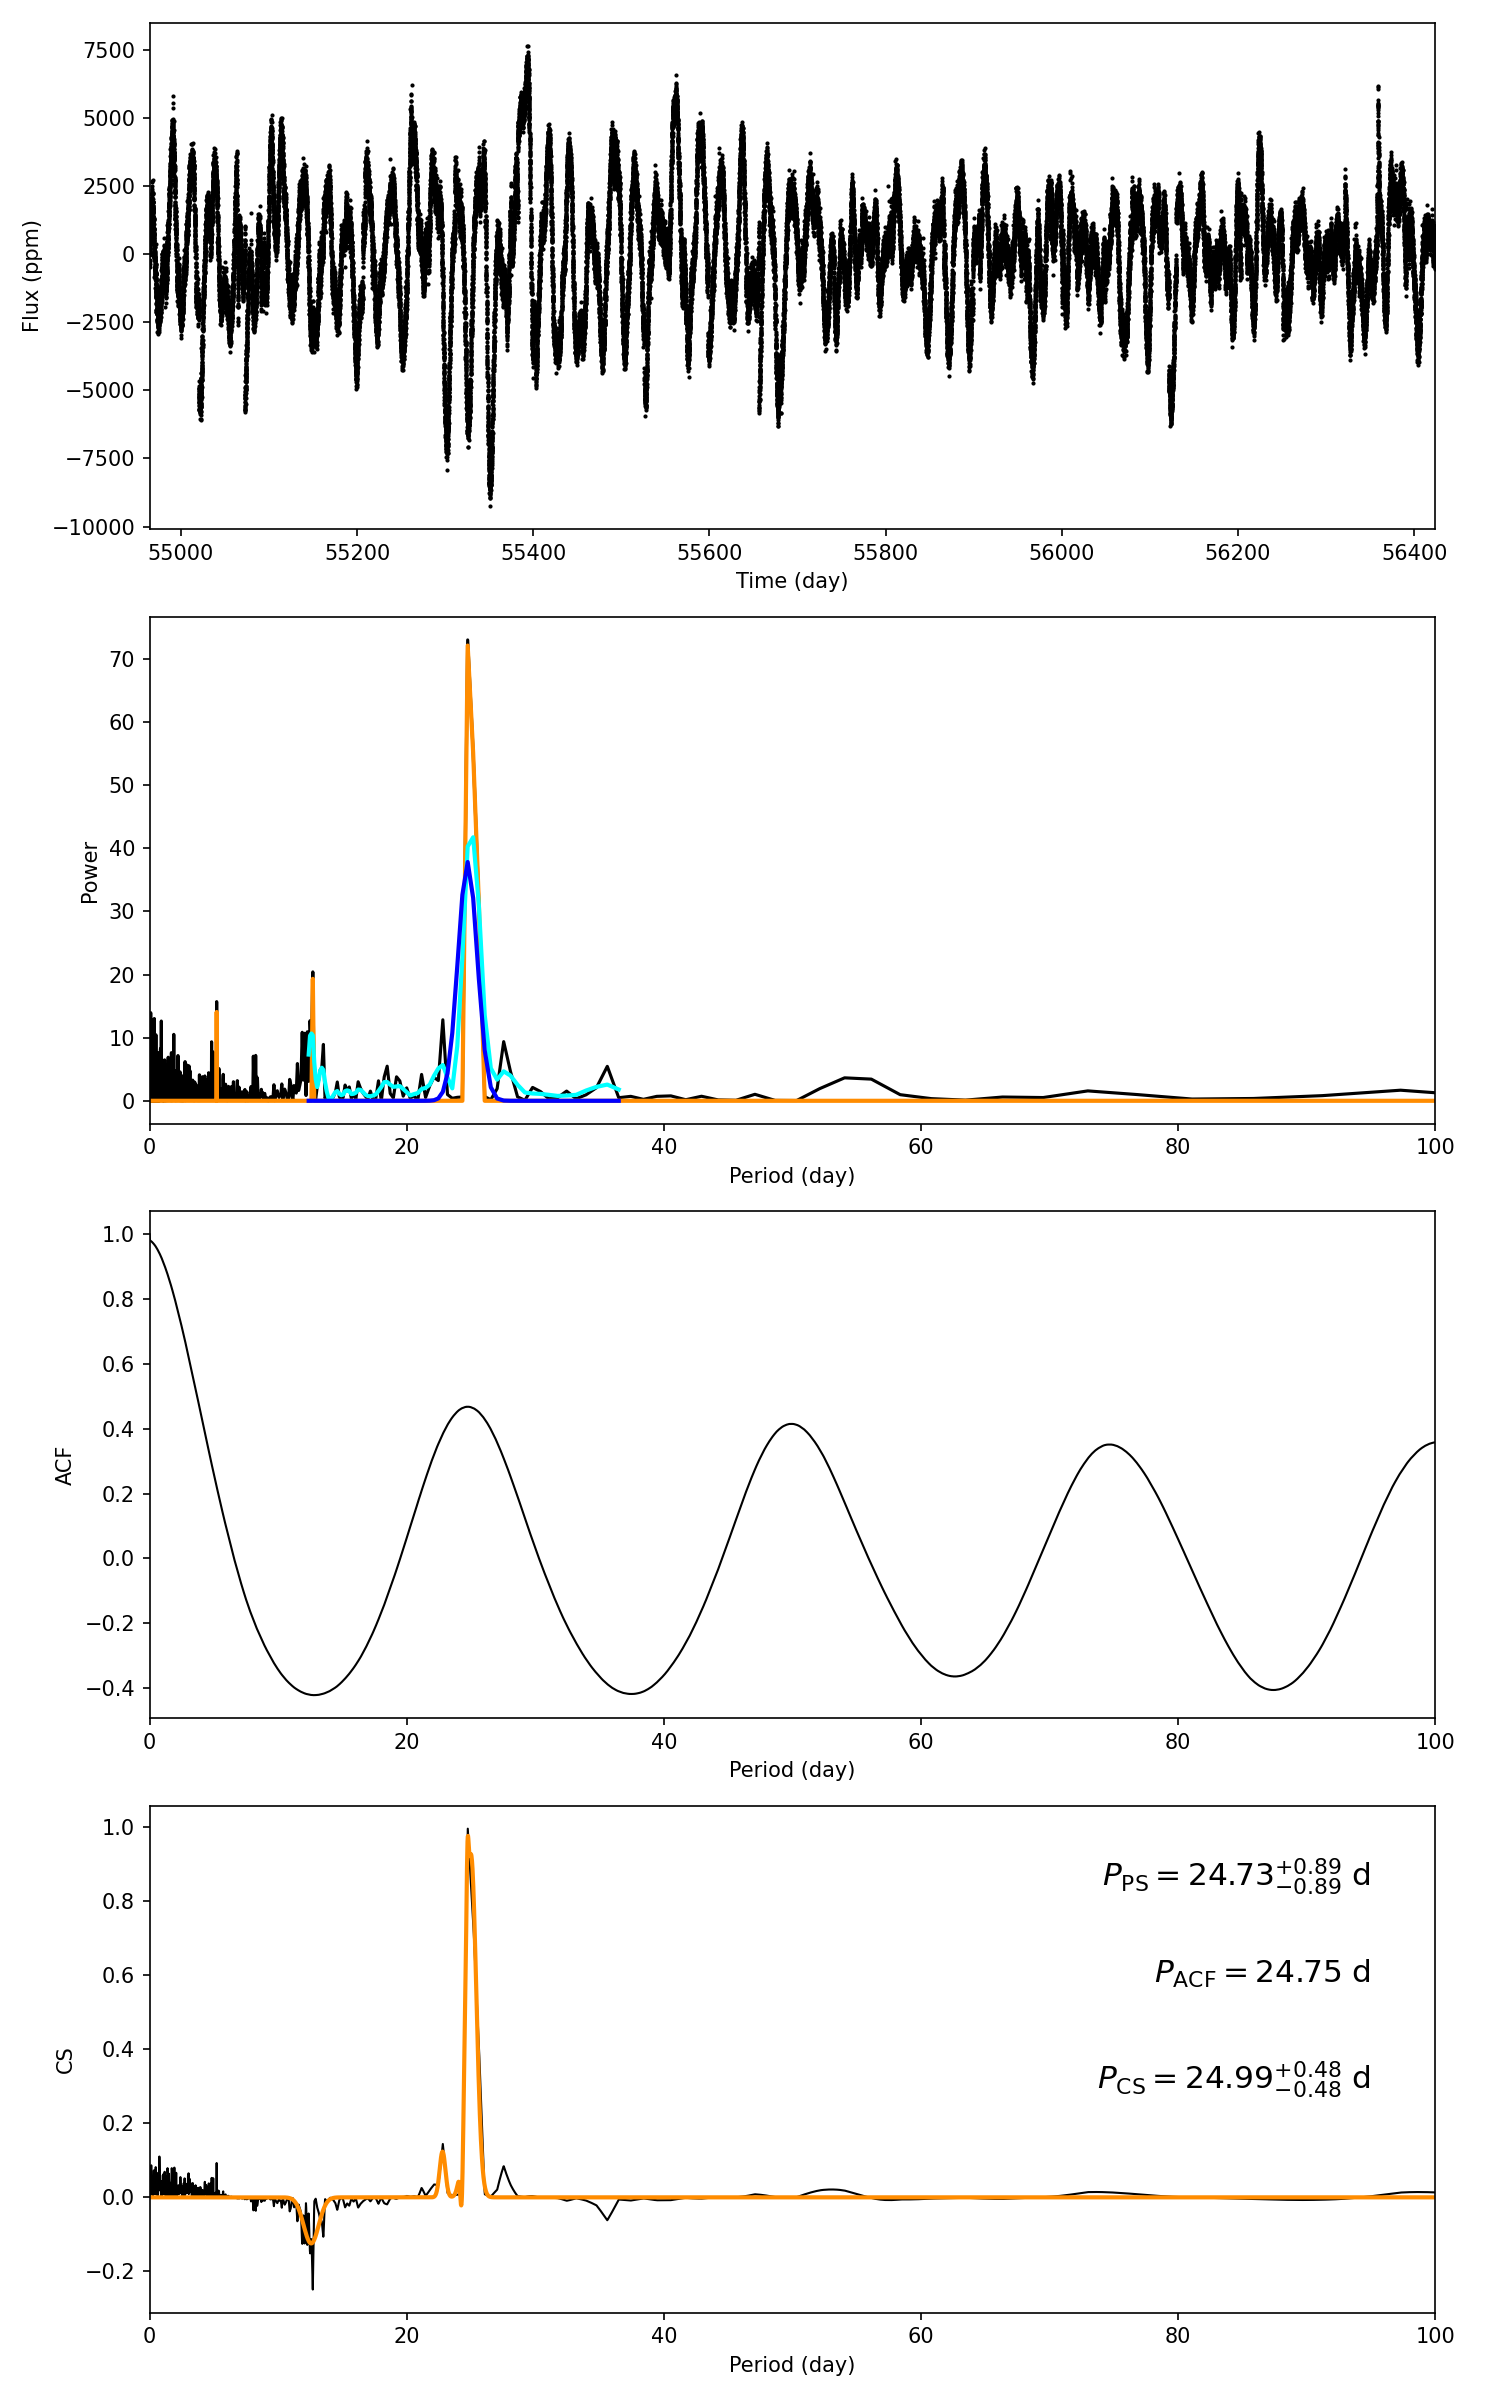 7500
5000
2500
0
−2500
−5000
−7500
−10000
Flux (ppm)
55000 55200 55400 55600 55800 56000 56200 56400
Time (day)
70
60
50
40
30
20
10
0
Power
0 20 40 60 80 100
Period (day)
1.0
0.8
0.6
0.4
0.2
0.0
−0.2
−0.4
ACF
0 20 40 60 80 100
Period (day)
1.0
0.8
0.6
0.4
0.2
0.0
−0.2
CS
P_PS = 24.73 +0.89 −0.89 d
P_ACF = 24.75 d
P_CS = 24.99 +0.48 −0.48 d
0 20 40 60 80 100
Period (day)